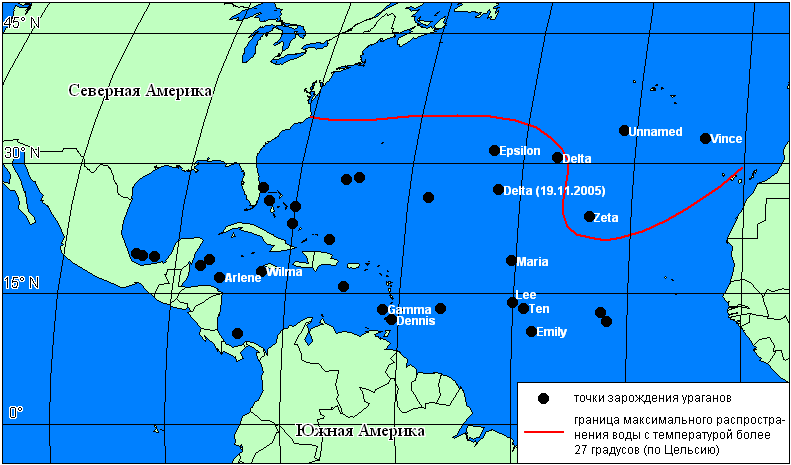 45° N
Северная Америка
Unnamed
Vince
Epsilon
Delta
30° N
Delta (19.11.2005)
Zeta
Maria
Wilma
Arlene
15° N
Lee
Gamma
Ten
Dennis
Emily
точки зарождения ураганов
0°
Южная Америка
граница максимального распростра-
нения воды с температурой более
27 градусов (по Цельсию)